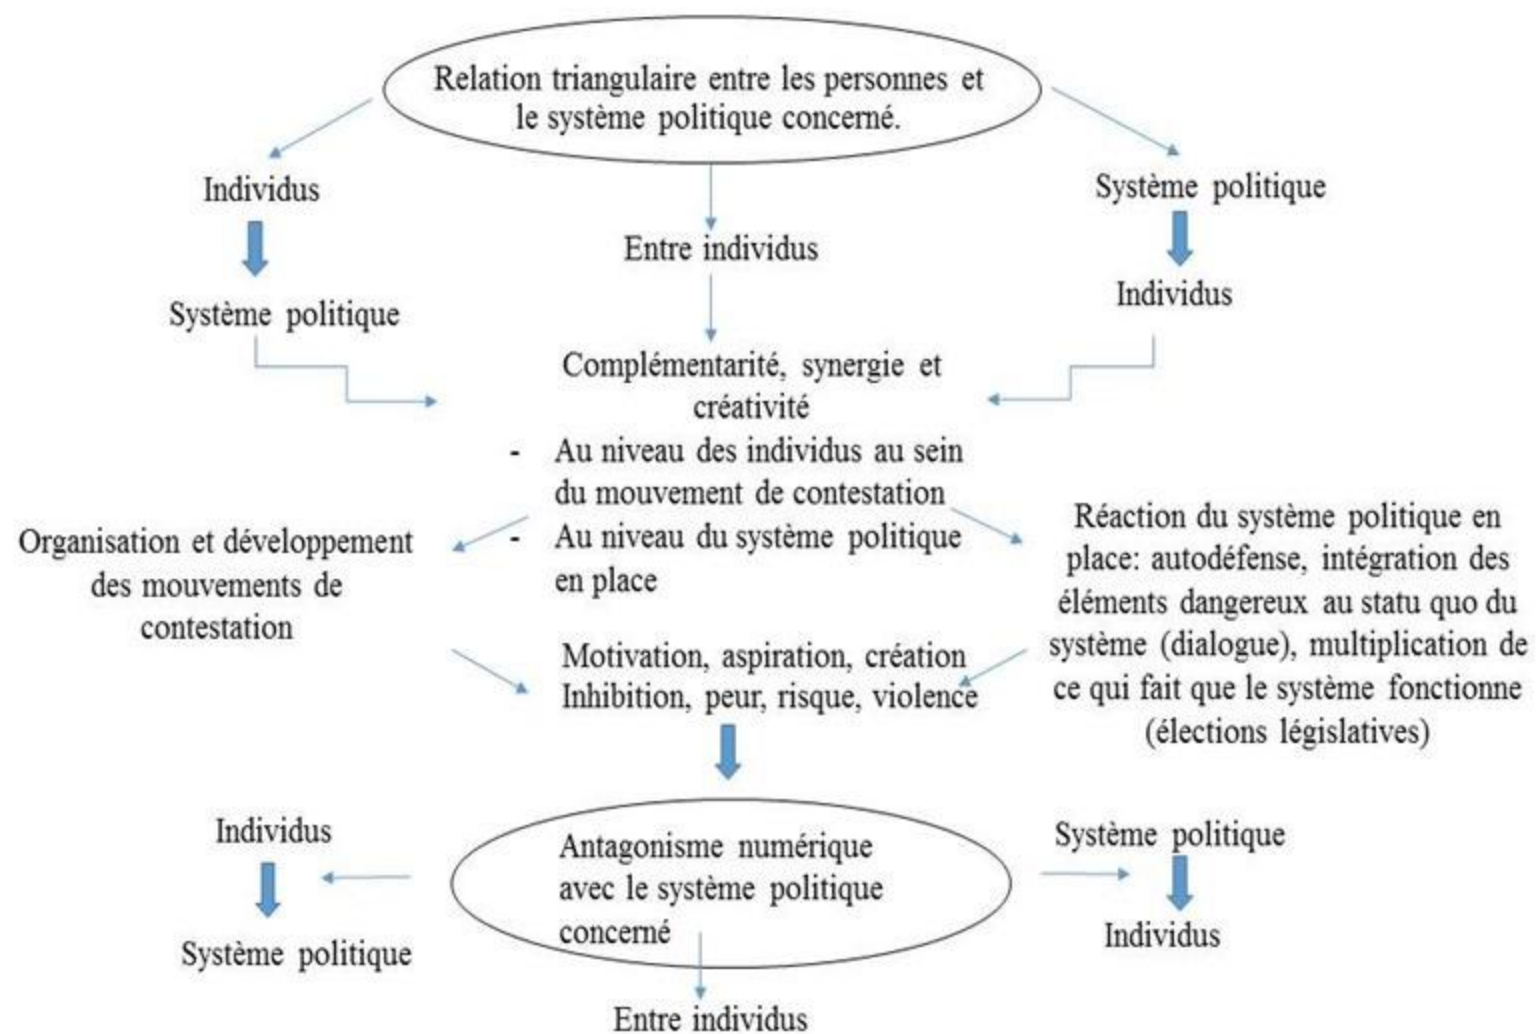 Relation triangulaire entre les personnes et
le système politique concerné.
Individus
Système politique
Entre individus
Système politique
Individus
Complémentarité, synergie et
créativité
- Au niveau des individus au sein
du mouvement de contestation
- Au niveau du système politique
en place
Organisation et développement
des mouvements de
contestation
Réaction du système politique en
place: autodéfense, intégration des
éléments dangereux au statu quo du
système (dialogue), multiplication de
ce qui fait que le système fonctionne
(élections législatives)
Motivation, aspiration, création
Inhibition, peur, risque, violence
Individus
Système politique
Antagonisme numérique
avec le système politique
concerné
Système politique
Individus
Entre individus